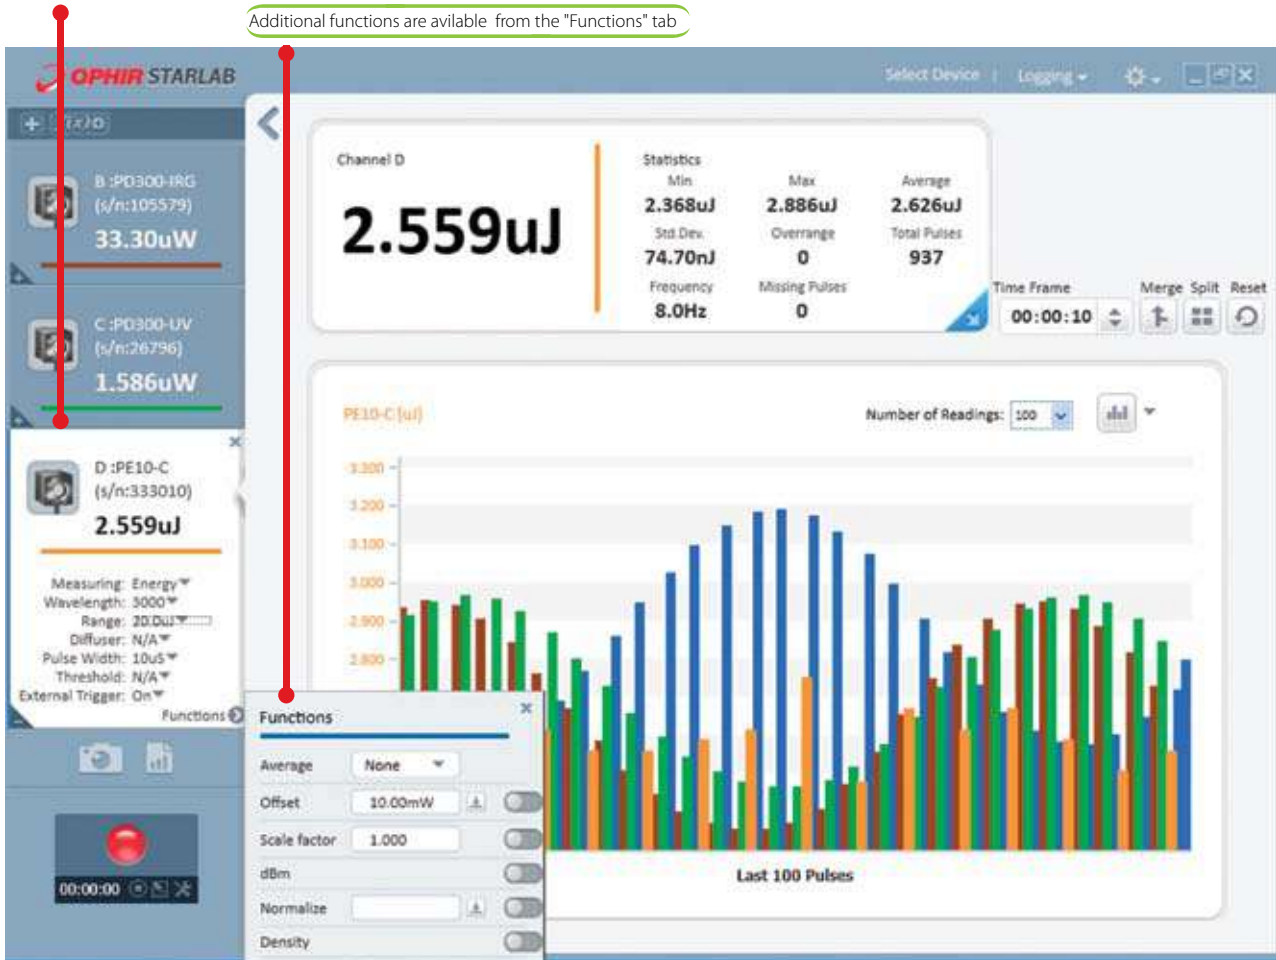 Additional functions are avilable from the "Functions" tab
OPHIR STARLAB
Select Device | Logging
B :PD300-IRG
(s/n:105579)
33.30uW
C :PD300-UV
(s/n:26796)
1.586uW
D :PE10-C
(s/n:333010)
2.559uJ
Measuring: Energy
Wavelength: 3000
Range: 20.0uJ
Diffuser: N/A
Pulse Width: 10uS
Threshold: N/A
External Trigger: On
Functions
00:00:00
Channel D
2.559uJ
Statistics
Min Max Average
2.368uJ 2.886uJ 2.626uJ
Std.Dev. Overrange Total Pulses
74.70nJ 0 937
Frequency Missing Pulses
8.0Hz 0
Time Frame Merge Split Reset
00:00:10
PE10-C (uJ)
Number of Readings: 100
3.300
3.200
3.100
3.000
2.900
2.800
Last 100 Pulses
Functions
Average None
Offset 10.00mW
Scale factor 1.000
dBm
Normalize
Density